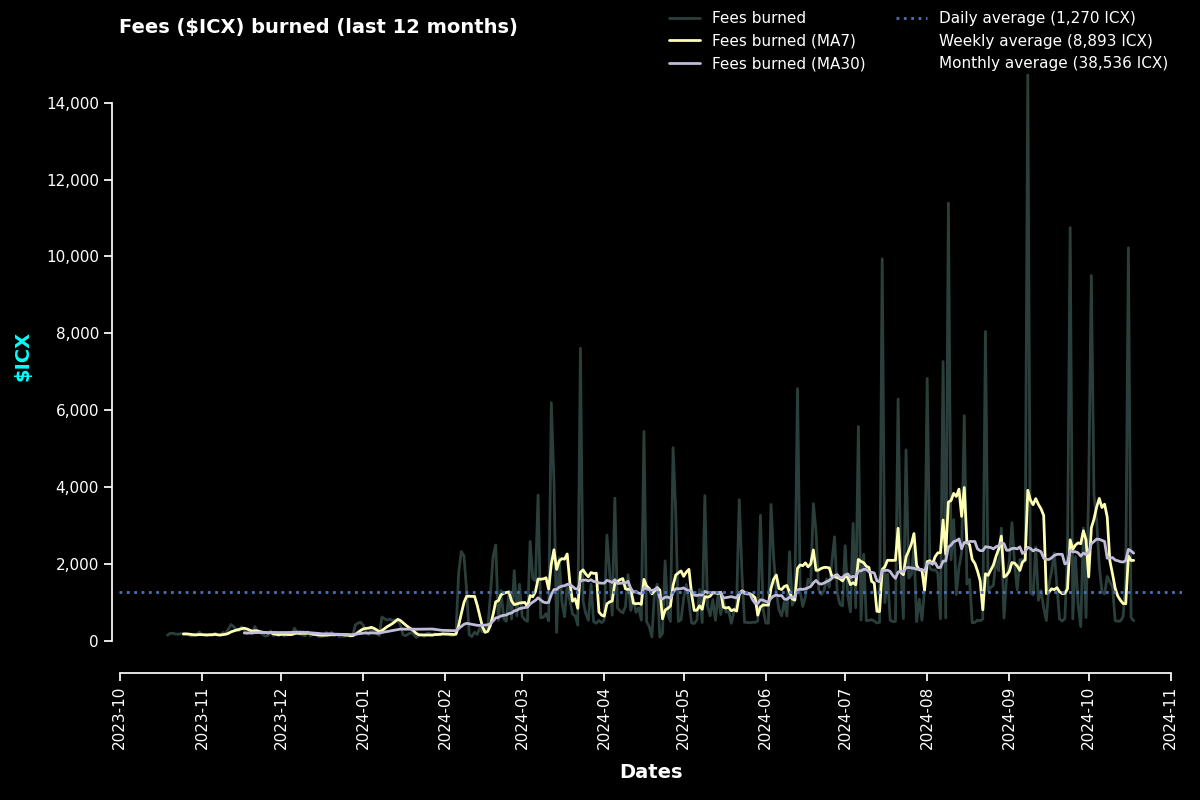 Fees ($ICX) burned (last 12 months)
Fees burned
Fees burned (MA7)
Fees burned (MA30)
Daily average (1,270 ICX)
Weekly average (8,893 ICX)
Monthly average (38,536 ICX)
14,000
12,000
10,000
8,000
6,000
4,000
2,000
0
$ICX
2023-10
2023-11
2023-12
2024-01
2024-02
2024-03
2024-04
2024-05
2024-06
2024-07
2024-08
2024-09
2024-10
2024-11
Dates